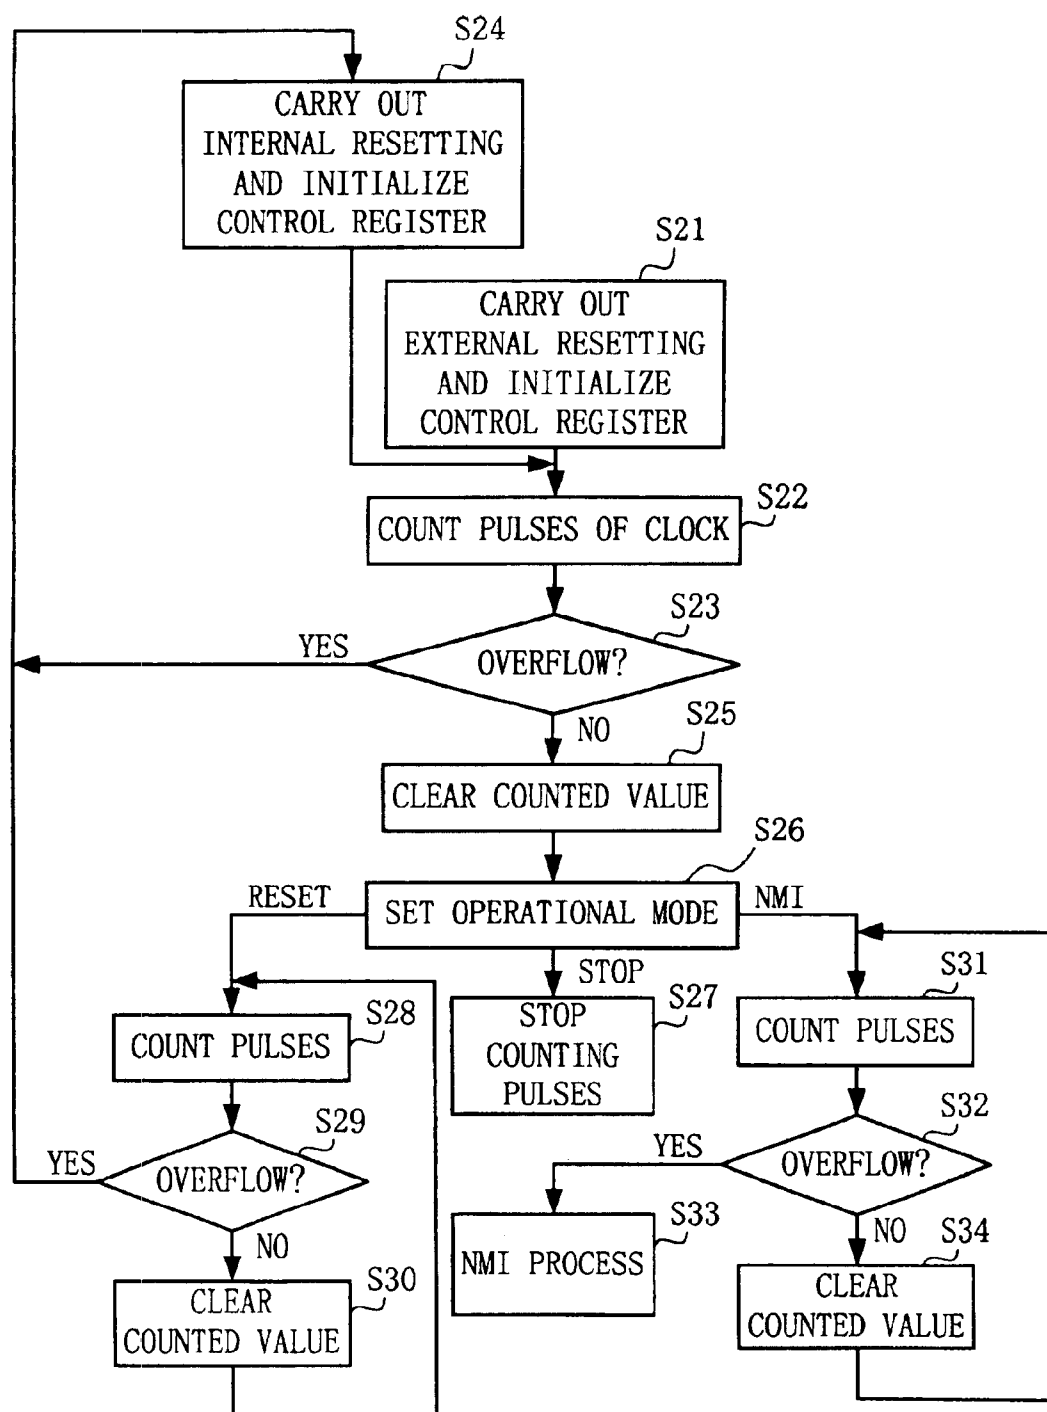 S24
CARRY OUT
INTERNAL RESETTING
AND INITIALIZE
CONTROL REGISTER
S21
CARRY OUT
EXTERNAL RESETTING
AND INITIALIZE
CONTROL REGISTER
S22
COUNT PULSES OF CLOCK
S23
YES
OVERFLOW?
NO
S25
CLEAR COUNTED VALUE
S26
RESET
SET OPERATIONAL MODE
NMI
STOP
S28
COUNT PULSES
S27
STOP
COUNTING
PULSES
S31
COUNT PULSES
S29
YES
OVERFLOW?
NO
S32
YES
OVERFLOW?
NO
S33
NMI PROCESS
S30
CLEAR
COUNTED VALUE
S34
CLEAR
COUNTED VALUE